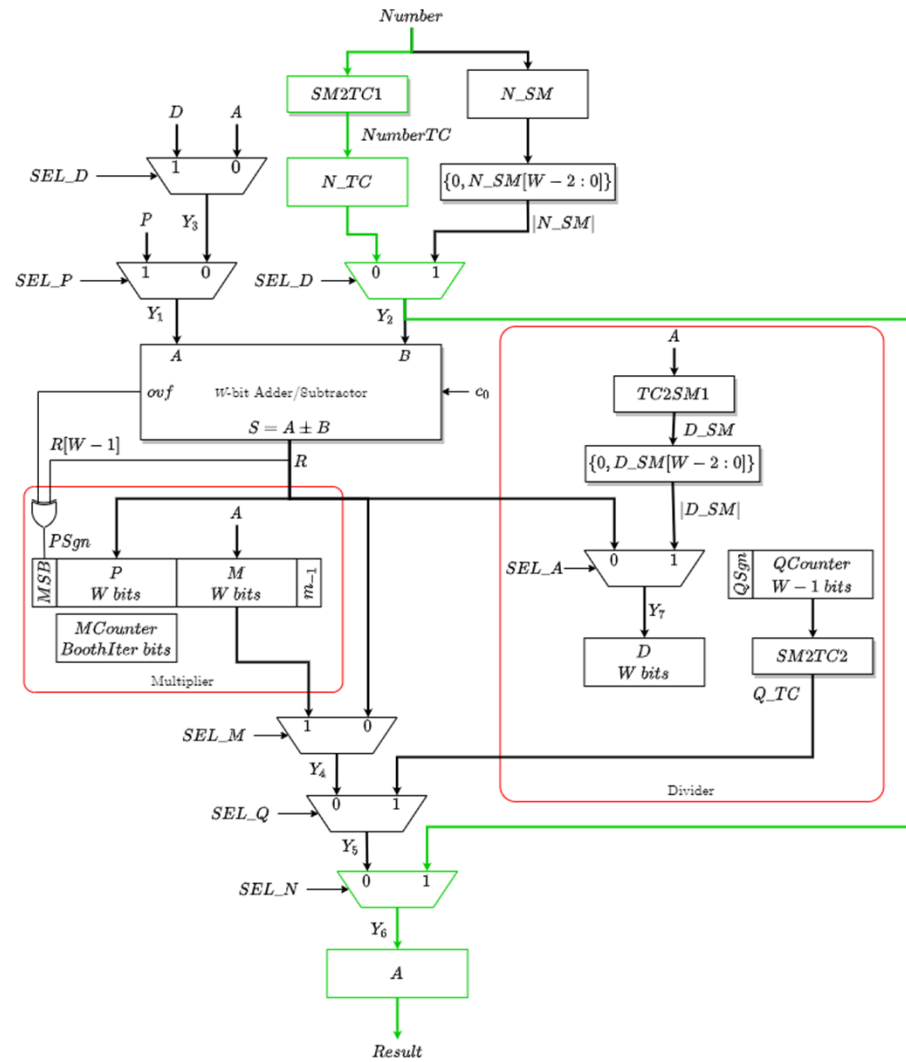 Number
SM2TC1
N_SM
D
A
NumberTC
SEL_D
1
0
N_TC
{0, N_SM[W − 2 : 0]}
Y3
|N_SM|
P
SEL_P
1
0
SEL_D
0
1
Y1
Y2
A
B
A
ovf
W-bit Adder/Subtractor
c0
TC2SM1
S = A ± B
D_SM
R[W − 1]
R
{0, D_SM[W − 2 : 0]}
A
|D_SM|
PSgn
MSB
P
W bits
M
W bits
m−1
SEL_A
0
1
QSgn
QCounter
W − 1 bits
Y7
MCounter
BoothIter bits
D
W bits
SM2TC2
Multiplier
Q_TC
SEL_M
1
0
Y4
Divider
SEL_Q
0
1
Y5
SEL_N
0
1
Y6
A
Result